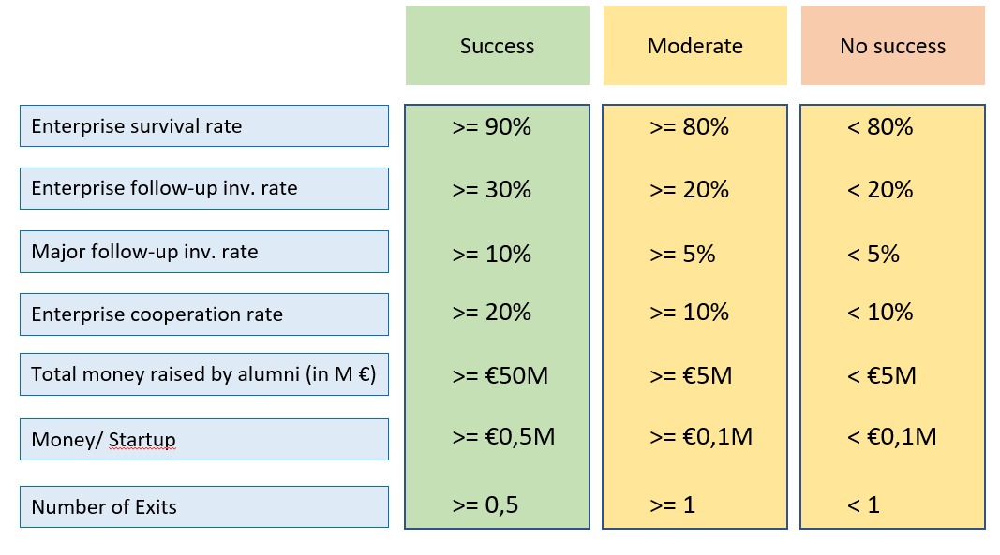 Success Moderate No success
Enterprise survival rate >= 90% >= 80% < 80%
Enterprise follow-up inv. rate >= 30% >= 20% < 20%
Major follow-up inv. rate >= 10% >= 5% < 5%
Enterprise cooperation rate >= 20% >= 10% < 10%
Total money raised by alumni (in M €) >= €50M >= €5M < €5M
Money/ Startup >= €0,5M >= €0,1M < €0,1M
Number of Exits >= 0,5 >= 1 < 1